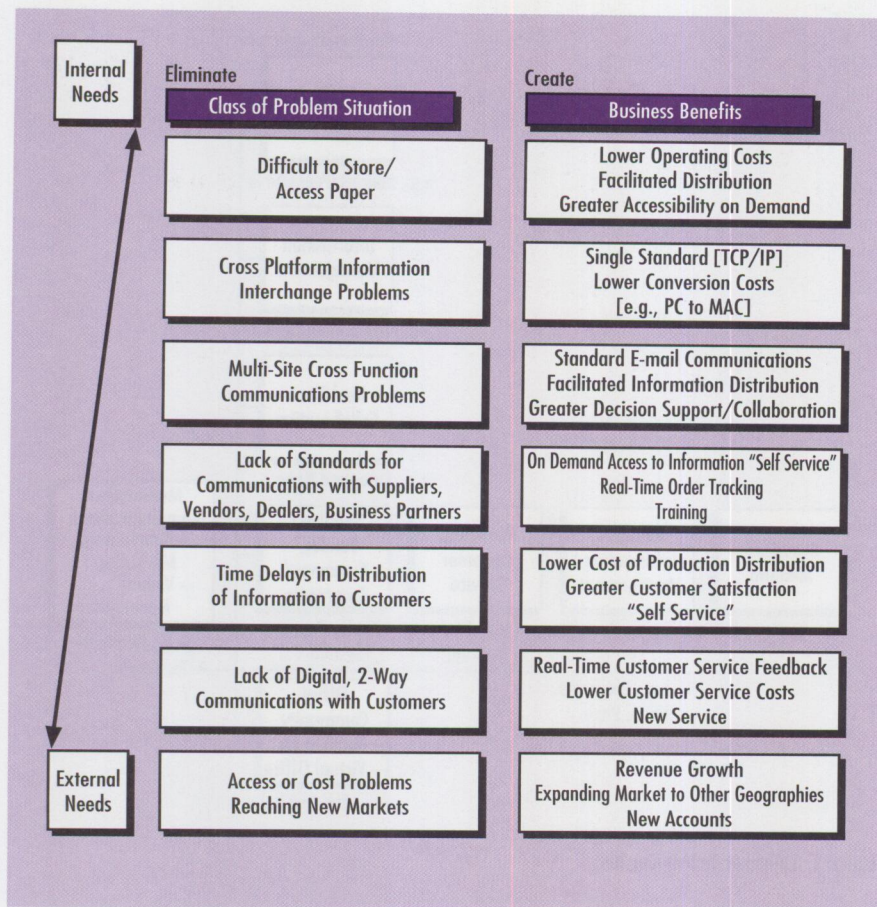 Internal
Needs
Eliminate
Class of Problem Situation
Create
Business Benefits
Difficult to Store/
Access Paper
Lower Operating Costs
Facilitated Distribution
Greater Accessibility on Demand
Cross Platform Information
Interchange Problems
Single Standard [TCP/IP]
Lower Conversion Costs
[e.g., PC to MAC]
Multi-Site Cross Function
Communications Problems
Standard E-mail Communications
Facilitated Information Distribution
Greater Decision Support/Collaboration
Lack of Standards for
Communications with Suppliers,
Vendors, Dealers, Business Partners
On Demand Access to Information “Self Service”
Real-Time Order Tracking
Training
Time Delays in Distribution
of Information to Customers
Lower Cost of Production Distribution
Greater Customer Satisfaction
“Self Service”
Lack of Digital, 2-Way
Communications with Customers
Real-Time Customer Service Feedback
Lower Customer Service Costs
New Service
External
Needs
Access or Cost Problems
Reaching New Markets
Revenue Growth
Expanding Market to Other Geographies
New Accounts